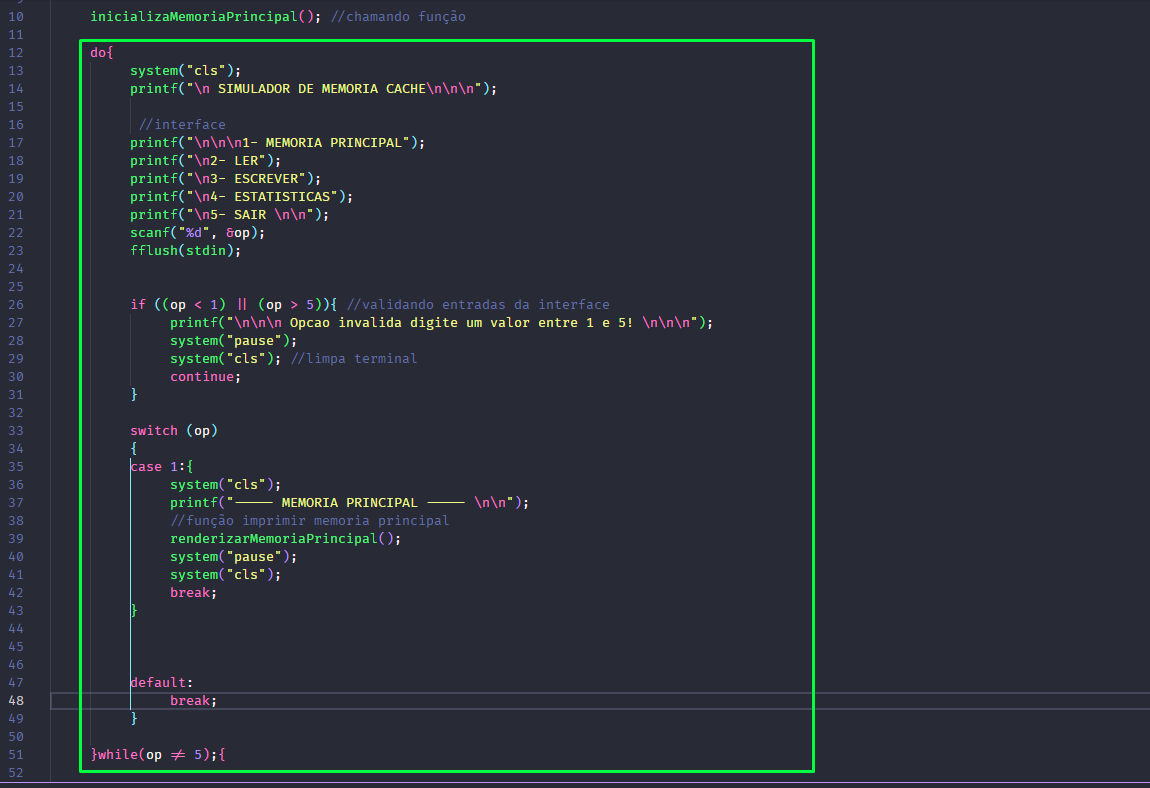 10 inicializaMemoriaPrincipal(); //chamando função
11
12 do{
13 system("cls");
14 printf("\n SIMULADOR DE MEMORIA CACHE\n\n\n");
15
16 //interface
17 printf("\n\n\n1- MEMORIA PRINCIPAL");
18 printf("\n2- LER");
19 printf("\n3- ESCREVER");
20 printf("\n4- ESTATISTICAS");
21 printf("\n5- SAIR \n\n");
22 scanf("%d", &op);
23 fflush(stdin);
24
25
26 if ((op < 1) || (op > 5)){ //validando entradas da interface
27 printf("\n\n\n Opcao invalida digite um valor entre 1 e 5! \n\n\n");
28 system("pause");
29 system("cls"); //limpa terminal
30 continue;
31 }
32
33 switch (op)
34 {
35 case 1:{
36 system("cls");
37 printf("----- MEMORIA PRINCIPAL ----- \n\n");
38 //função imprimir memoria principal
39 renderizarMemoriaPrincipal();
40 system("pause");
41 system("cls");
42 break;
43 }
44
45
46
47 default:
48 break;
49 }
50
51 }while(op != 5);{
52